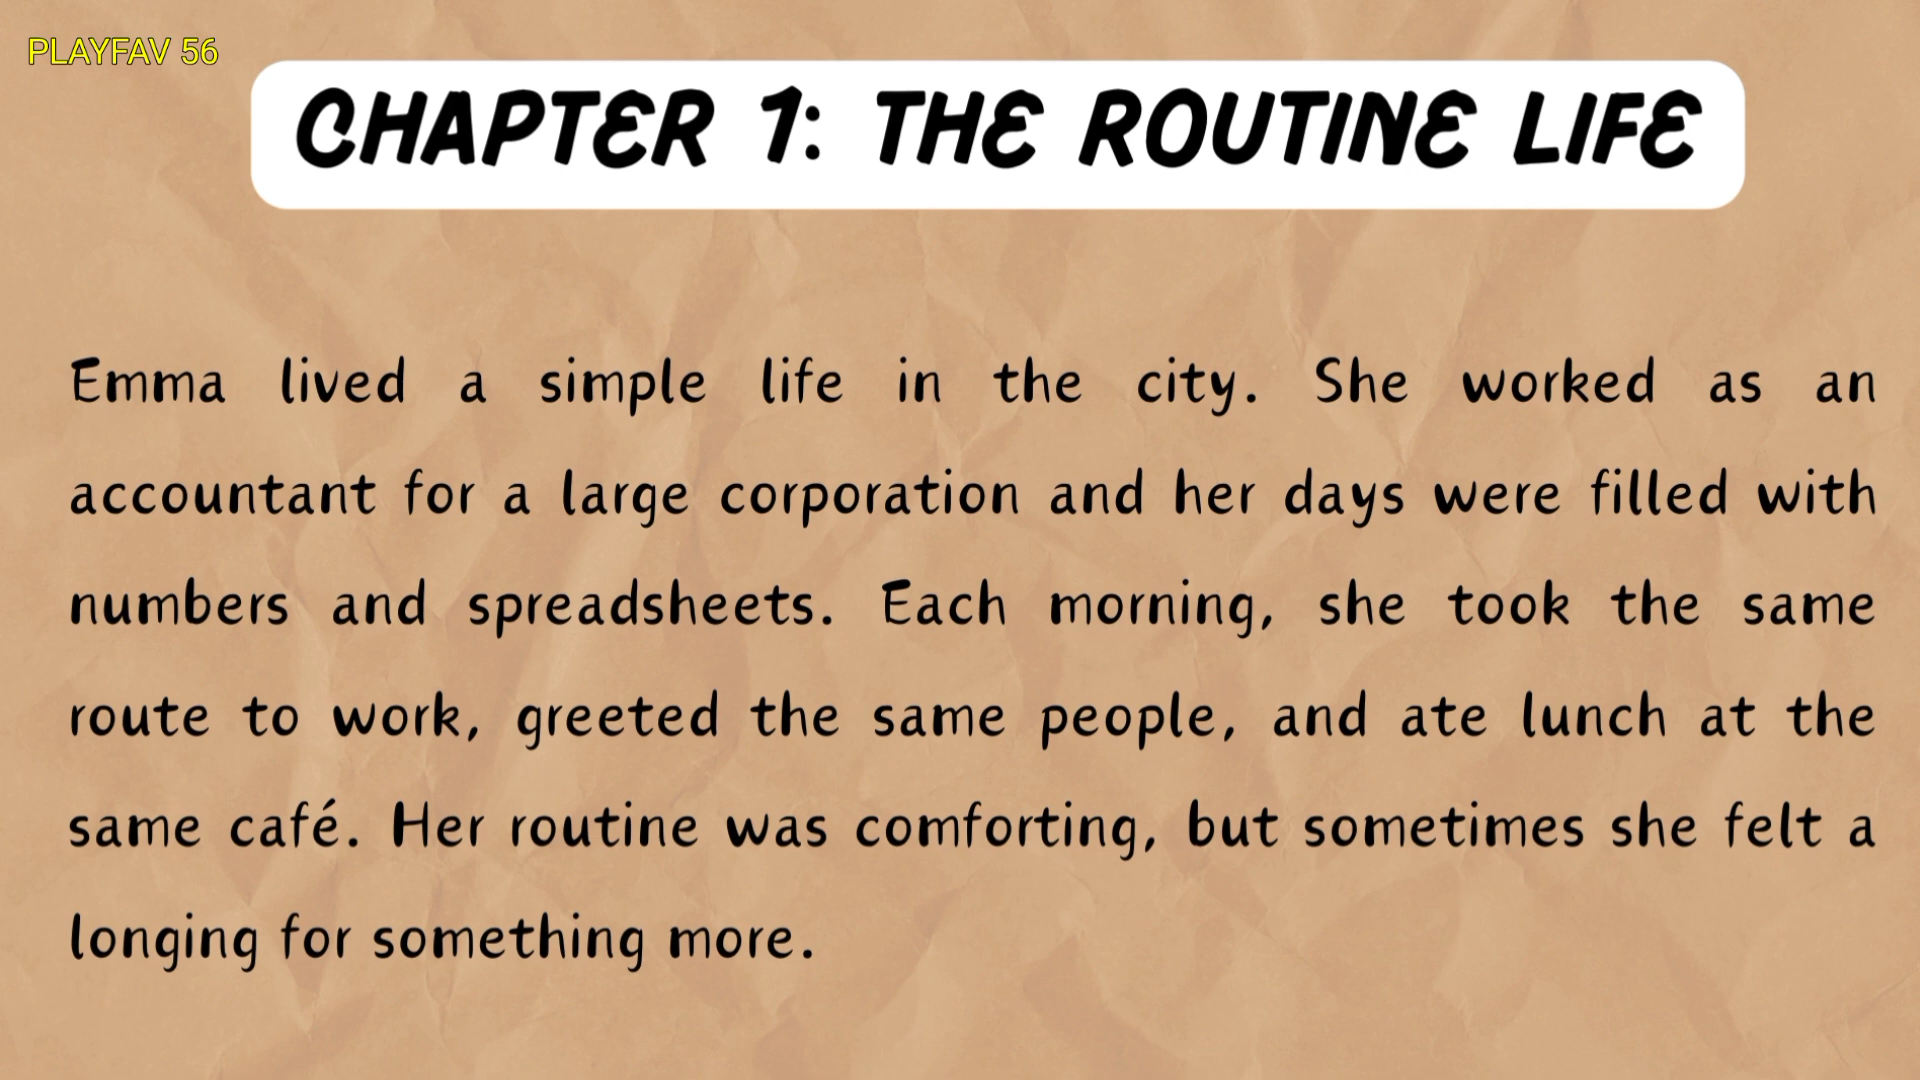 PLAYFAV 56
CHAPTER 1: THE ROUTINE LIFE
Emma lived a simple life in the city. She worked as an
accountant for a large corporation and her days were filled with
numbers and spreadsheets. Each morning, she took the same
route to work, greeted the same people, and ate lunch at the
same café. Her routine was comforting, but sometimes she felt a
longing for something more.